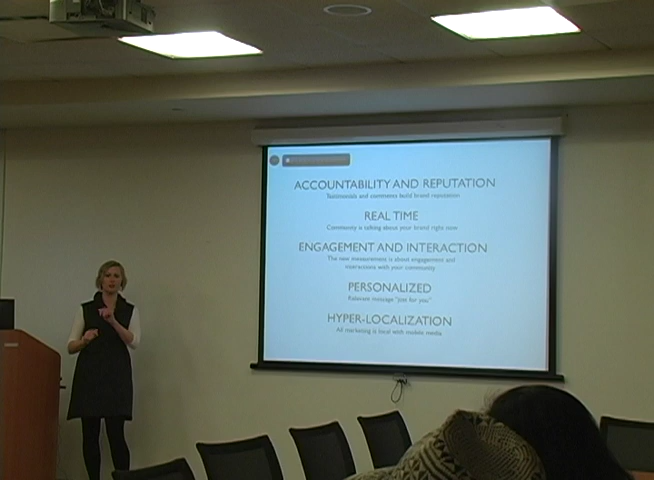 ACCOUNTABILITY AND REPUTATION
Testimonials and comments build brand reputation
REAL TIME
Community is talking about your brand right now
ENGAGEMENT AND INTERACTION
The new measurement is about engagement and
interactions with your community
PERSONALIZED
Relevant message "just for you"
HYPER-LOCALIZATION
All marketing is local with mobile media